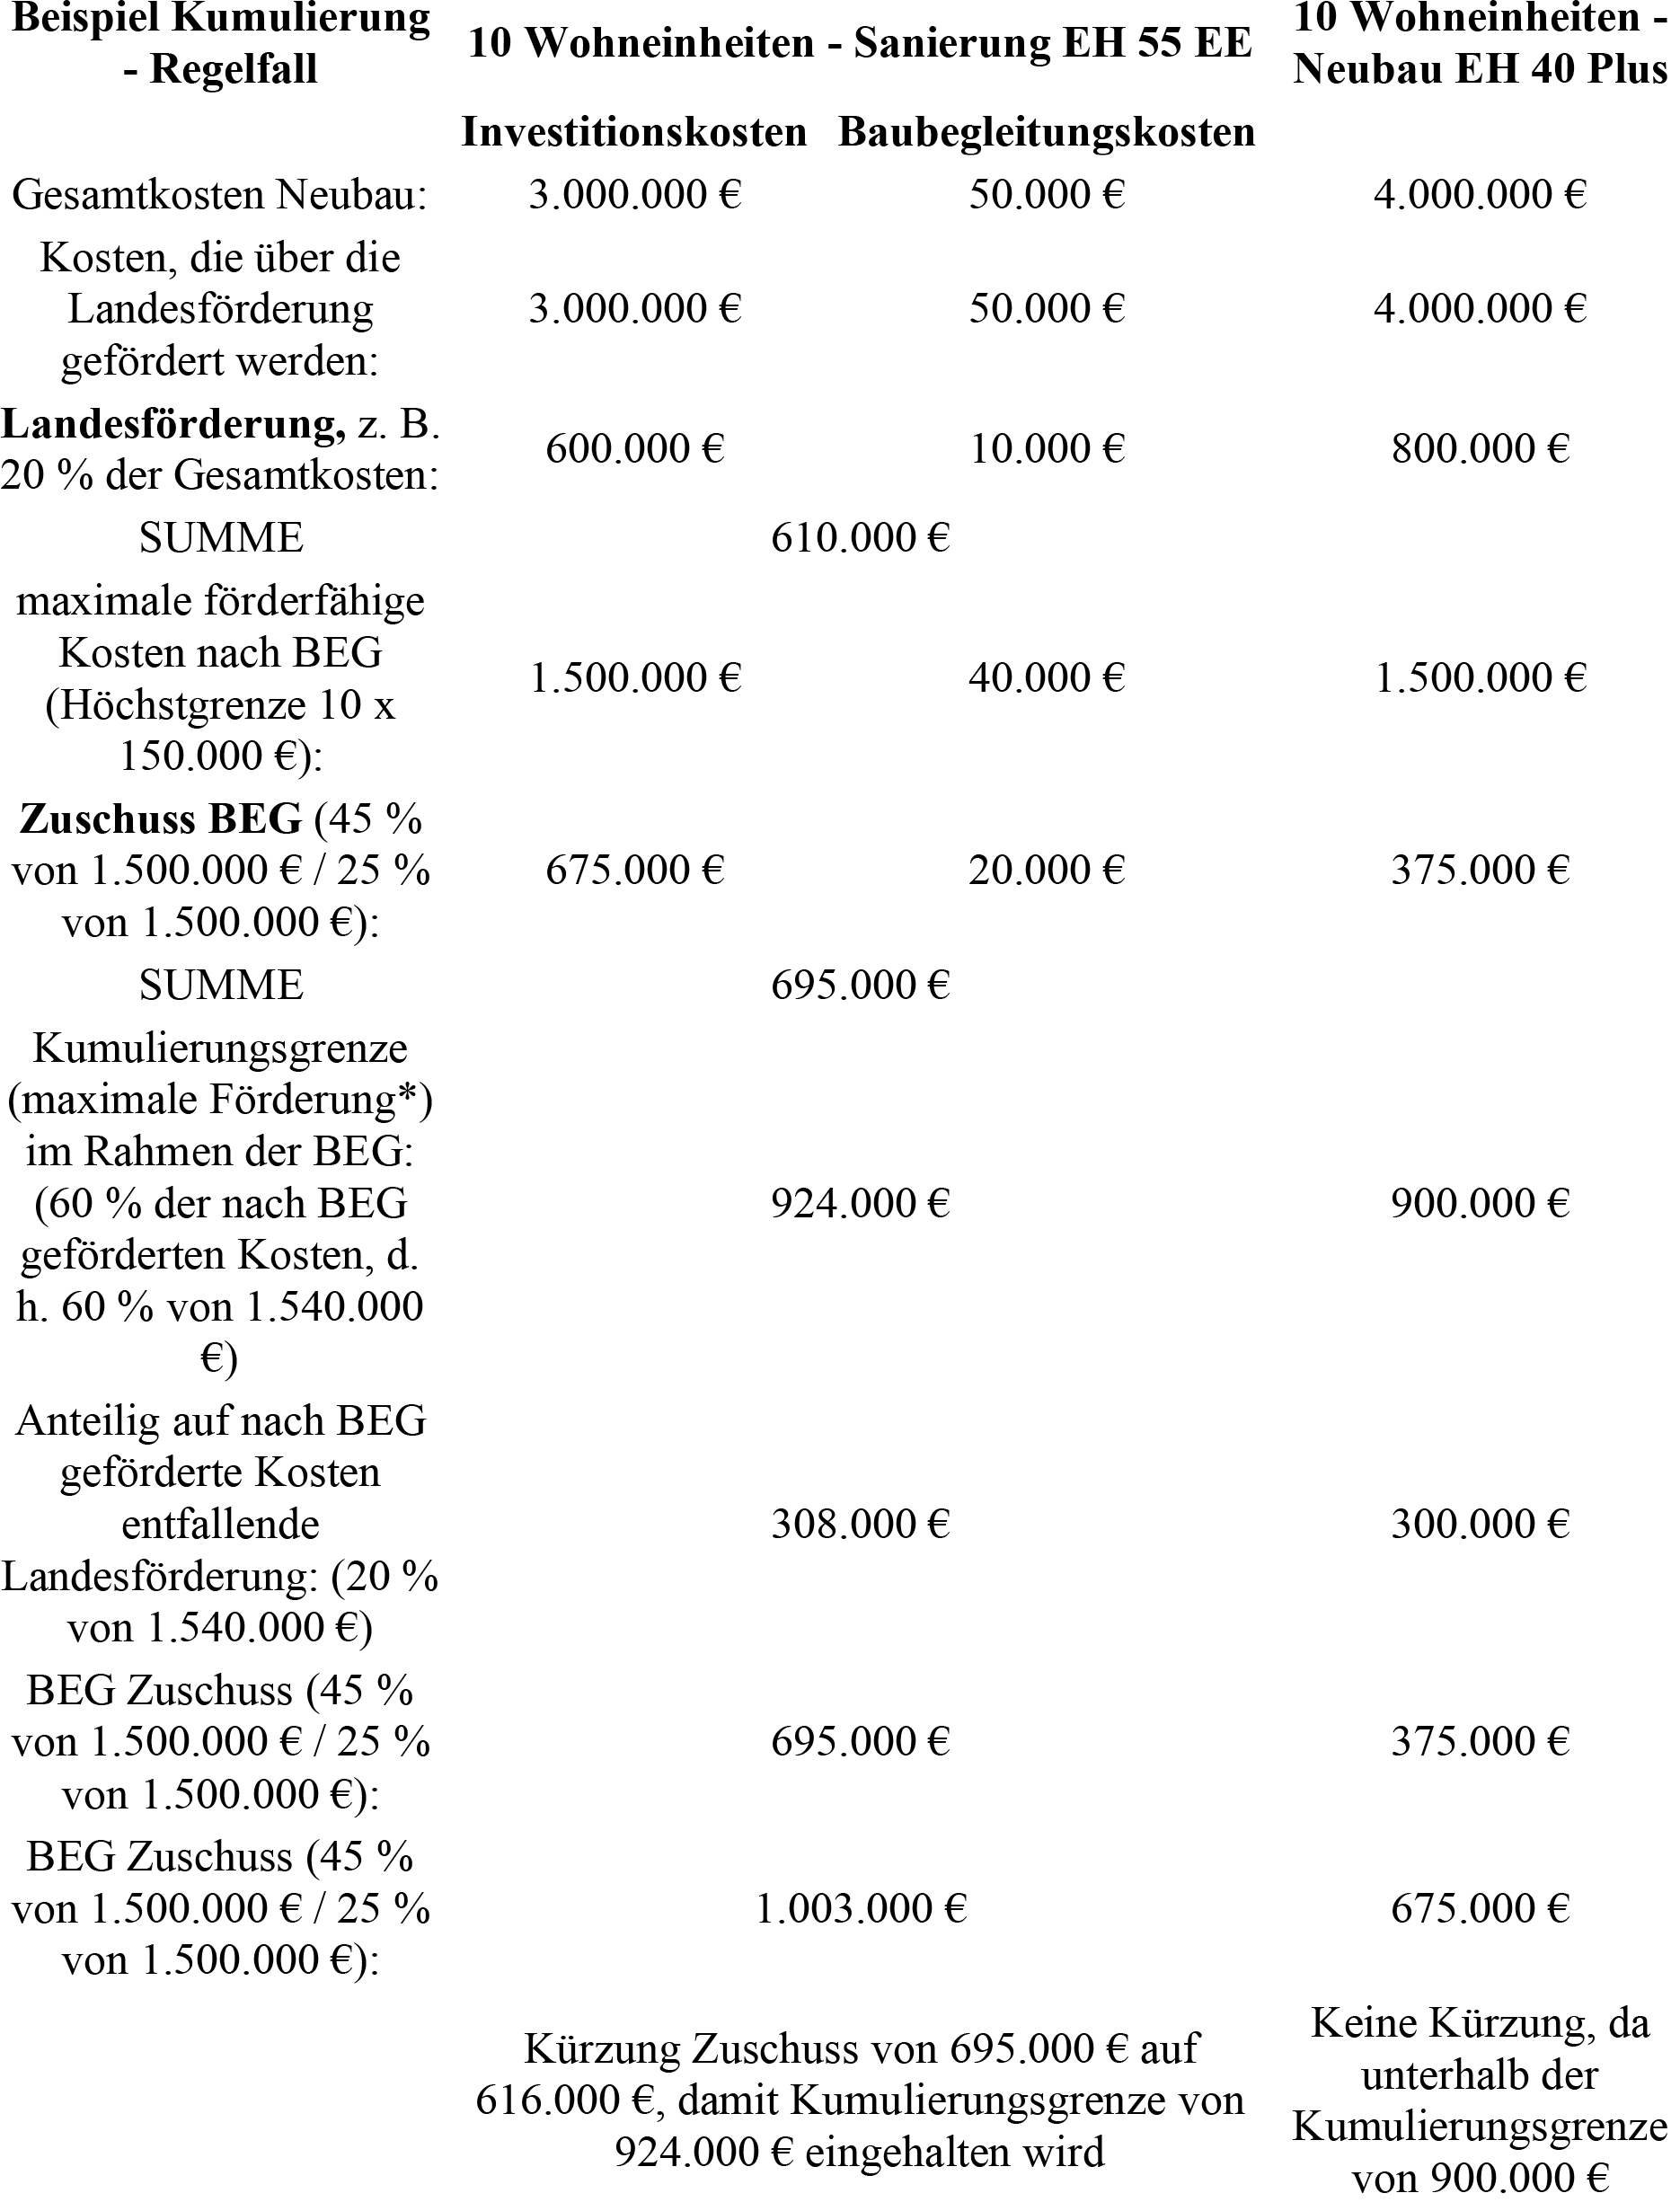 Beispiel Kumulierung - Regelfall
10 Wohneinheiten - Sanierung EH 55 EE
10 Wohneinheiten - Neubau EH 40 Plus
Investitionskosten Baubegleitungskosten
Gesamtkosten Neubau: 3.000.000 € 50.000 € 4.000.000 €
Kosten, die über die
Landesförderung 3.000.000 € 50.000 € 4.000.000 €
gefördert werden:
Landesförderung, z. B.
20 % der Gesamtkosten: 600.000 € 10.000 € 800.000 €
SUMME 610.000 €
maximale förderfähige
Kosten nach BEG
(Höchstgrenze 10 x
150.000 €):
1.500.000 € 40.000 € 1.500.000 €
Zuschuss BEG (45 %
von 1.500.000 € / 25 %
von 1.500.000 €):
675.000 € 20.000 € 375.000 €
SUMME 695.000 €
Kumulierungsgrenze
(maximale Förderung*)
im Rahmen der BEG:
(60 % der nach BEG
geförderten Kosten, d.
h. 60 % von 1.540.000
€)
924.000 € 900.000 €
Anteilig auf nach BEG
geförderte Kosten
entfallende
Landesförderung: (20 %
von 1.540.000 €)
308.000 € 300.000 €
BEG Zuschuss (45 %
von 1.500.000 € / 25 %
von 1.500.000 €):
695.000 € 375.000 €
BEG Zuschuss (45 %
von 1.500.000 € / 25 %
von 1.500.000 €):
1.003.000 € 675.000 €
Kürzung Zuschuss von 695.000 € auf
616.000 €, damit Kumulierungsgrenze von
924.000 € eingehalten wird
Keine Kürzung, da
unterhalb der
Kumulierungsgrenze
von 900.000 €